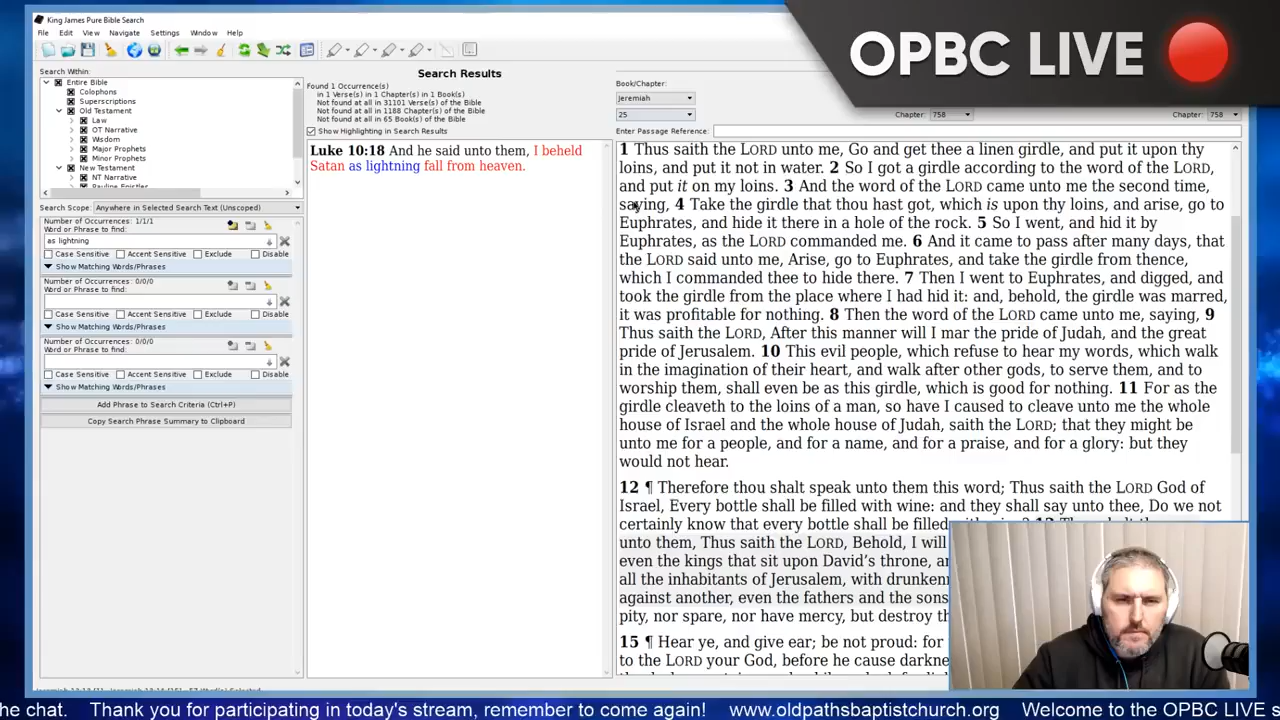 King James Pure Bible Search
OPBC LIVE
File Edit View Navigate Settings Window Help
Search Within:
Entire Bible
Colophons
Superscriptions
Old Testament
Law
OT Narrative
Wisdom
Major Prophets
Minor Prophets
New Testament
NT Narrative
Pauline Epistles
Search Scope: Anywhere in Selected Search Text (Unscoped)
Number of Occurrences: 1/1/1
Word or Phrase to find:
as lightning
Case Sensitive Accent Sensitive Exclude Disable
Show Matching Words/Phrases
Number of Occurrences: 0/0/0
Word or Phrase to find:
Case Sensitive Accent Sensitive Exclude Disable
Show Matching Words/Phrases
Number of Occurrences: 0/0/0
Word or Phrase to find:
Case Sensitive Accent Sensitive Exclude Disable
Show Matching Words/Phrases
Add Phrase to Search Criteria (Ctrl+P)
Copy Search Phrase Summary to Clipboard
Search Results
Found 1 Occurrence(s)
in 1 Verse(s) in 1 Chapter(s) in 1 Book(s)
Not found at all in 31101 Verse(s) of the Bible
Not found at all in 1188 Chapter(s) of the Bible
Not found at all in 65 Book(s) of the Bible
Show Highlighting in Search Results
Luke 10:18 And he said unto them, I beheld
Satan as lightning fall from heaven.
Book/Chapter:
Jeremiah
25 Chapter: 758 Chapter: 758
Enter Passage Reference:
1 Thus saith the LORD unto me, Go and get thee a linen girdle, and put it upon thy
loins, and put it not in water. 2 So I got a girdle according to the word of the LORD,
and put it on my loins. 3 And the word of the LORD came unto me the second time,
saying, 4 Take the girdle that thou hast got, which is upon thy loins, and arise, go to
Euphrates, and hide it there in a hole of the rock. 5 So I went, and hid it by
Euphrates, as the LORD commanded me. 6 And it came to pass after many days, that
the LORD said unto me, Arise, go to Euphrates, and take the girdle from thence,
which I commanded thee to hide there. 7 Then I went to Euphrates, and digged, and
took the girdle from the place where I had hid it: and, behold, the girdle was marred,
it was profitable for nothing. 8 Then the word of the LORD came unto me, saying, 9
Thus saith the LORD, After this manner will I mar the pride of Judah, and the great
pride of Jerusalem. 10 This evil people, which refuse to hear my words, which walk
in the imagination of their heart, and walk after other gods, to serve them, and to
worship them, shall even be as this girdle, which is good for nothing. 11 For as the
girdle cleaveth to the loins of a man, so have I caused to cleave unto me the whole
house of Israel and the whole house of Judah, saith the LORD; that they might be
unto me for a people, and for a name, and for a praise, and for a glory: but they
would not hear.
12 ¶ Therefore thou shalt speak unto them this word; Thus saith the LORD God of
Israel, Every bottle shall be filled with wine: and they shall say unto thee, Do we not
certainly know that every bottle shall be filled
unto them, Thus saith the LORD, Behold, I will
even the kings that sit upon David's throne,
all the inhabitants of Jerusalem, with
against another, even the fathers and the sons
pity, nor spare, nor have mercy, but destroy
15 ¶ Hear ye, and give ear; be not proud: for
to the LORD your God, before he cause
he chat. Thank you for participating in today's stream, remember to come again! www.oldpathsbaptistchurch.org Welcome to the OPBC LIVE s